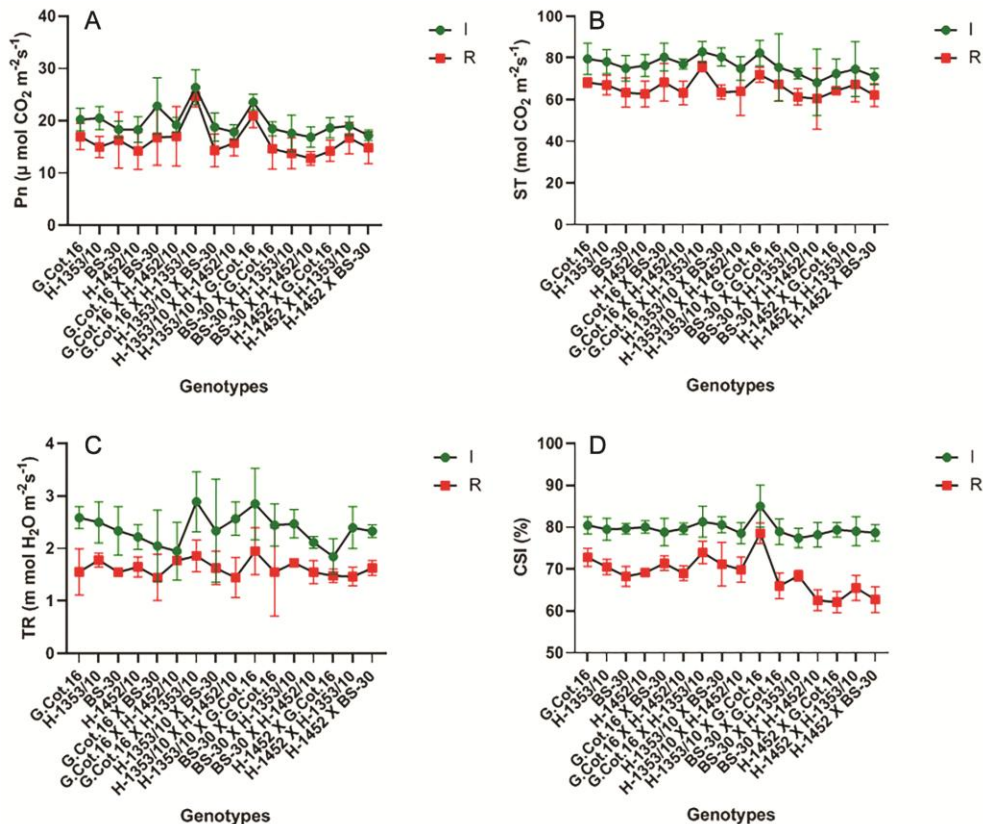 A
I
R
Pn (µ mol CO2 m-2s-1)
40
30
20
10
0
G.Cot.16
H-1353/10
BS-30
H-1452/10
G.Cot.16 X BS-30
G.Cot.16 X H-1452/10
G.Cot.16 X H-1353/10
H-1353/10 X BS-30
H-1353/10 X H-1452/10
H-1353/10 X G.Cot.16
BS-30 X G.Cot.16
BS-30 X H-1353/10
BS-30 X H-1452/10
H-1452 X G.Cot.16
H-1452 X H-1353/10
H-1452 X BS-30
Genotypes
B
I
R
ST (mol CO2 m-2s-1)
100
80
60
40
20
0
G.Cot.16
H-1353/10
BS-30
H-1452/10
G.Cot.16 X BS-30
G.Cot.16 X H-1452/10
G.Cot.16 X H-1353/10
H-1353/10 X BS-30
H-1353/10 X H-1452/10
H-1353/10 X G.Cot.16
BS-30 X G.Cot.16
BS-30 X H-1353/10
BS-30 X H-1452/10
H-1452 X G.Cot.16
H-1452 X H-1353/10
H-1452 X BS-30
Genotypes
C
I
R
TR (m mol H2O m-2s-1)
4
3
2
1
0
G.Cot.16
H-1353/10
BS-30
H-1452/10
G.Cot.16 X BS-30
G.Cot.16 X H-1452/10
G.Cot.16 X H-1353/10
H-1353/10 X BS-30
H-1353/10 X H-1452/10
H-1353/10 X G.Cot.16
BS-30 X G.Cot.16
BS-30 X H-1353/10
BS-30 X H-1452/10
H-1452 X G.Cot.16
H-1452 X H-1353/10
H-1452 X BS-30
Genotypes
D
I
R
CSI (%)
100
90
80
70
60
50
G.Cot.16
H-1353/10
BS-30
H-1452/10
G.Cot.16 X BS-30
G.Cot.16 X H-1452/10
G.Cot.16 X H-1353/10
H-1353/10 X BS-30
H-1353/10 X H-1452/10
H-1353/10 X G.Cot.16
BS-30 X G.Cot.16
BS-30 X H-1353/10
BS-30 X H-1452/10
H-1452 X G.Cot.16
H-1452 X H-1353/10
H-1452 X BS-30
Genotypes